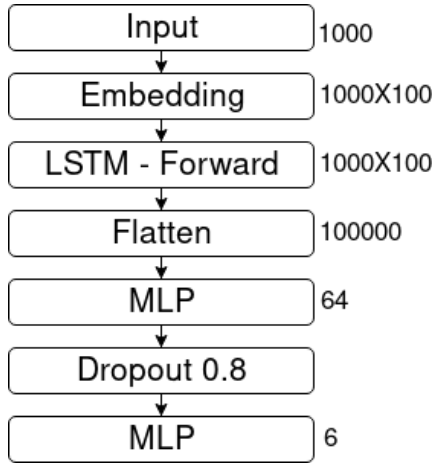 Input 1000
Embedding 1000X100
LSTM - Forward 1000X100
Flatten 100000
MLP 64
Dropout 0.8
MLP 6